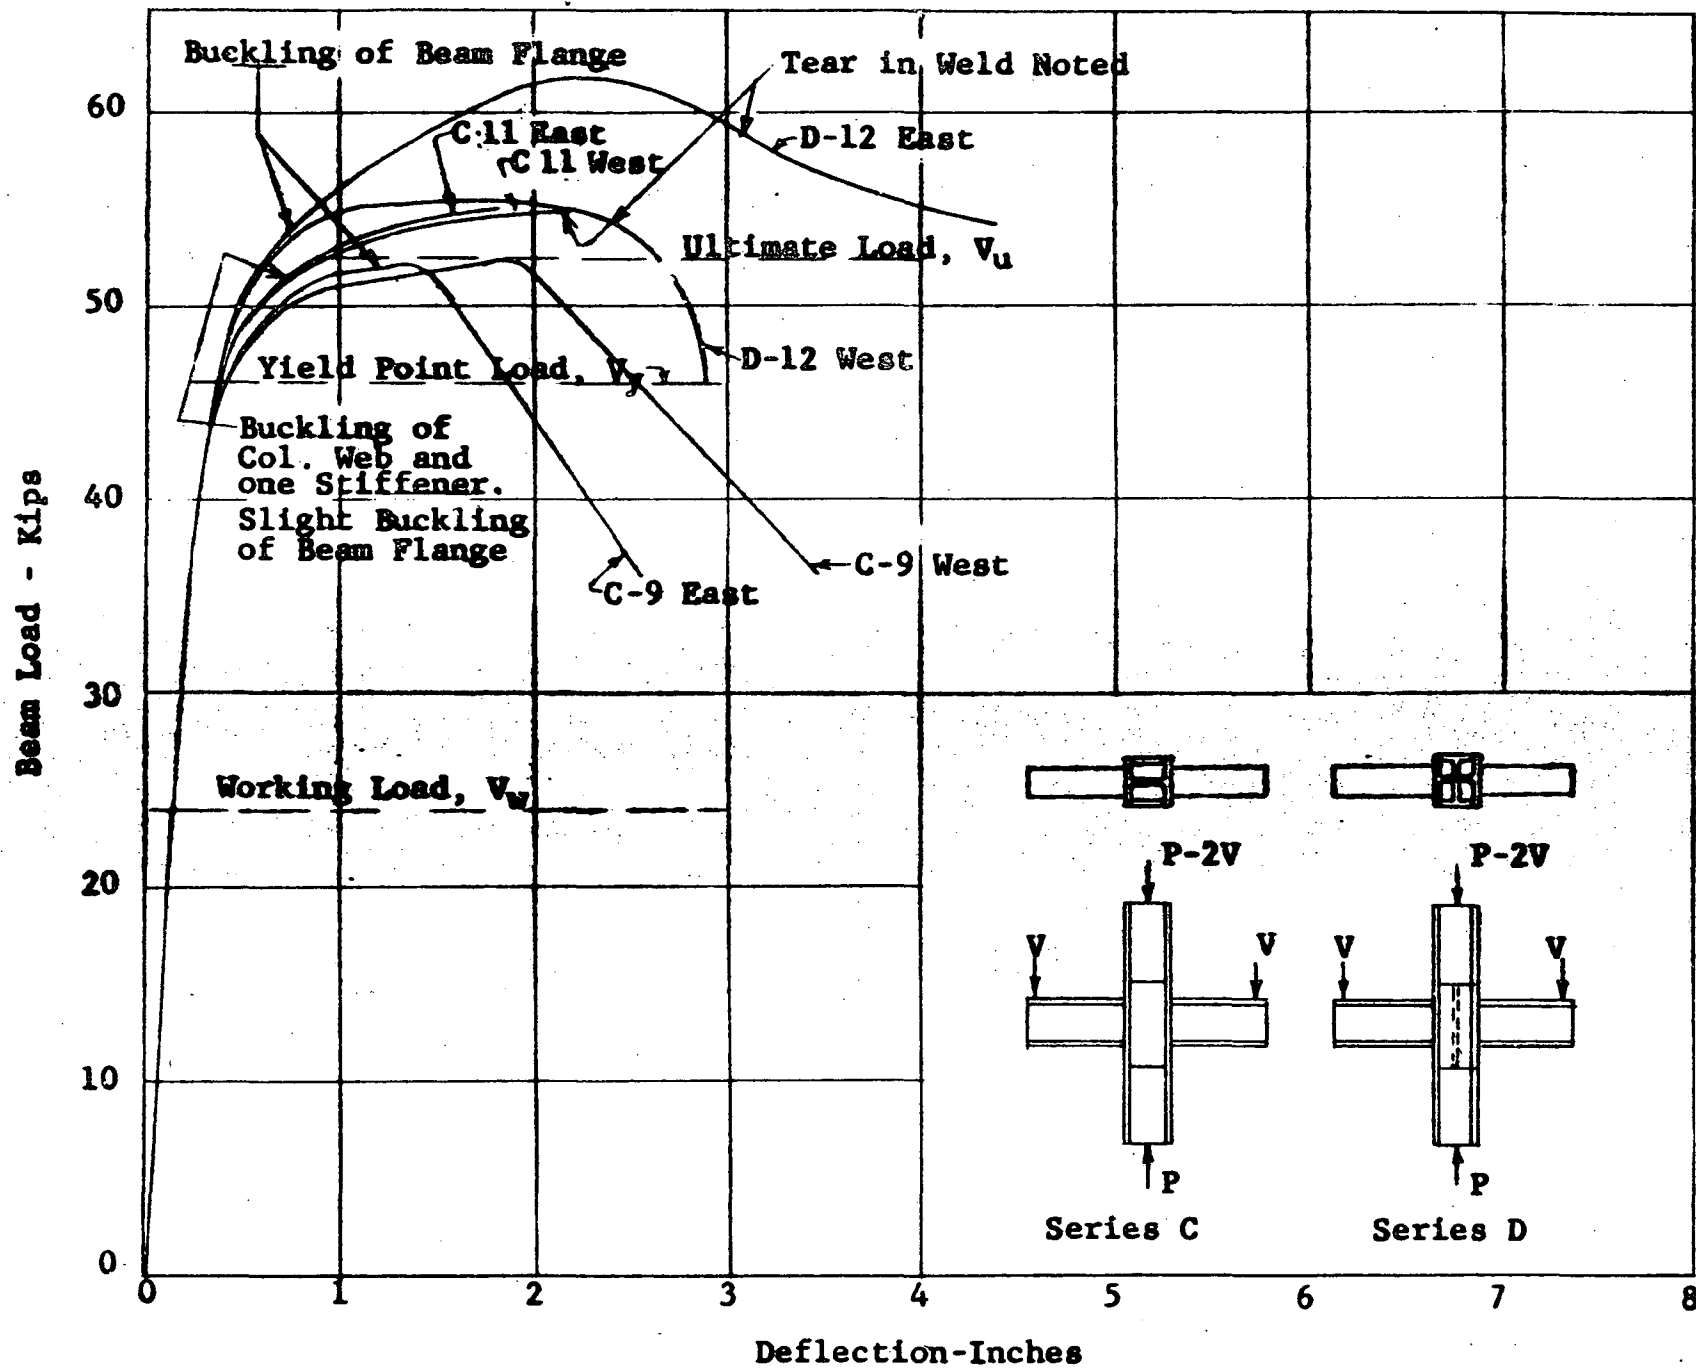 Buckling of Beam Flange
Tear in Weld Noted
60
C 11 East
D-12 East
C 11 West
Ultimate Load, Vu
50
D-12 West
Yield Point Load, Vy
Buckling of
Col. Web and
one Stiffener.
40
Slight Buckling
of Beam Flange
C-9 West
C-9 East
Beam Load - Kips
30
Working Load, Vw
20
P-2V
P-2V
V
V
V
V
10
P
P
Series C
Series D
0
0
1
2
3
4
5
6
7
8
Deflection-Inches